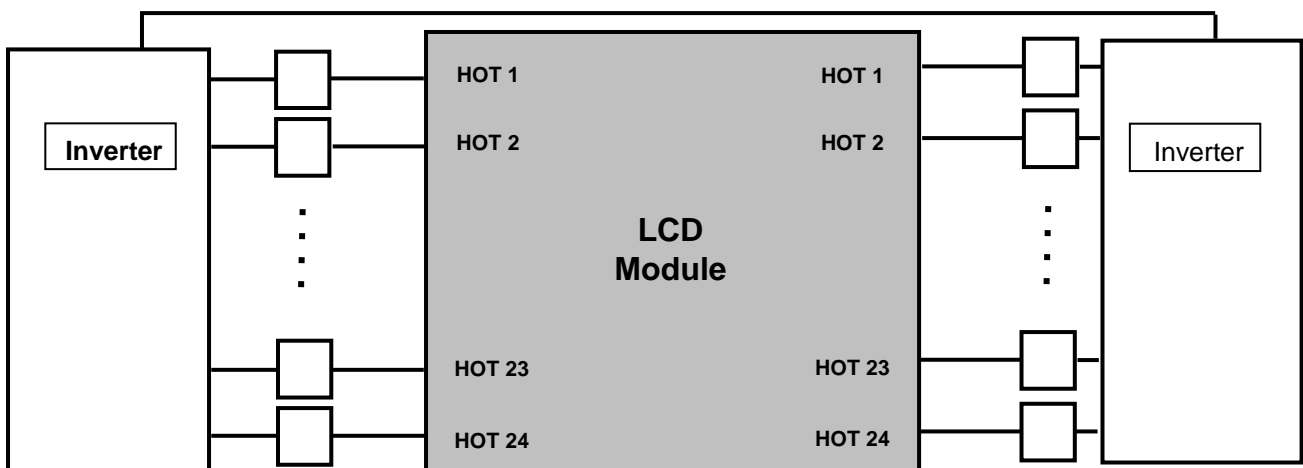 HOT 1
HOT 1
HOT 2
HOT 2
Inverter
Inverter
LCD
Module
HOT 23
HOT 23
HOT 24
HOT 24